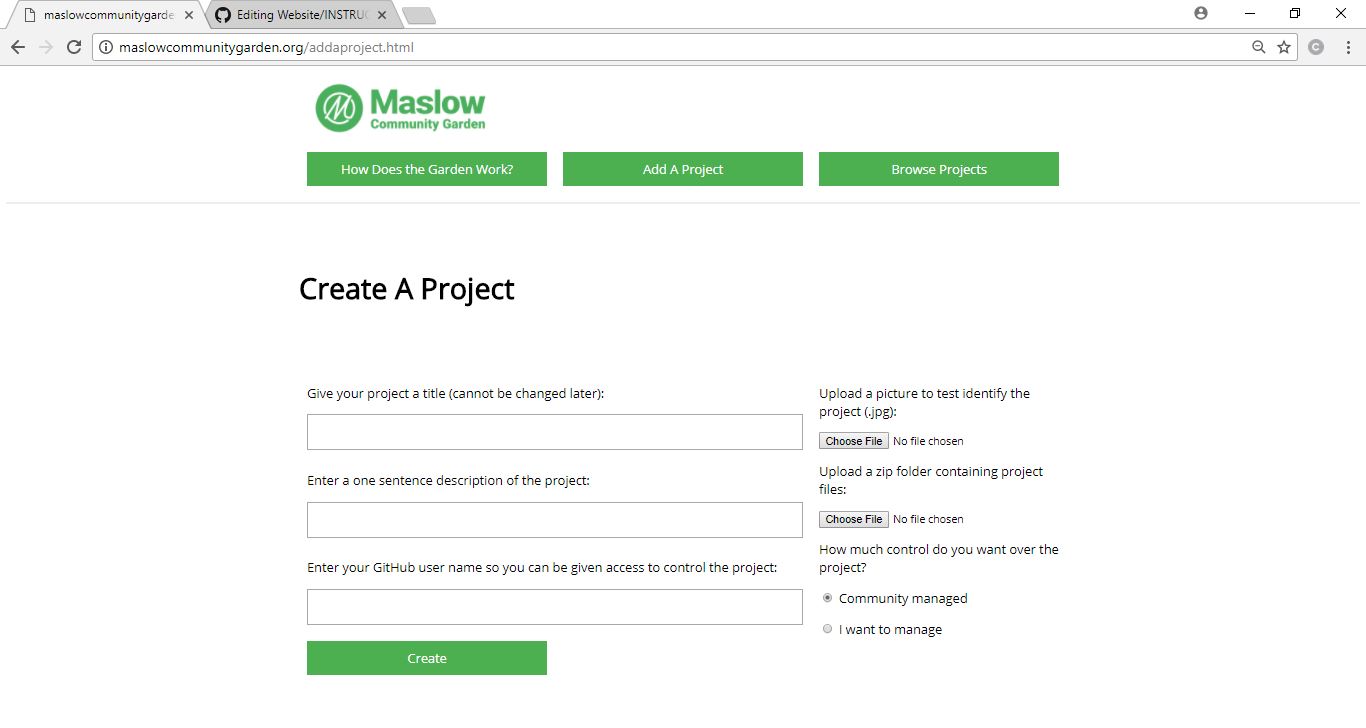 maslowcommunitygarde
Editing Website/INSTRUC
maslowcommunitygarden.org/addaproject.html
C
Maslow
Community Garden
How Does the Garden Work?
Add A Project
Browse Projects
Create A Project
Give your project a title (cannot be changed later):
Enter a one sentence description of the project:
Enter your GitHub user name so you can be given access to control the project:
Create
Upload a picture to test identify the
project (.jpg):
Choose File No file chosen
Upload a zip folder containing project
files:
Choose File No file chosen
How much control do you want over the
project?
Community managed
I want to manage